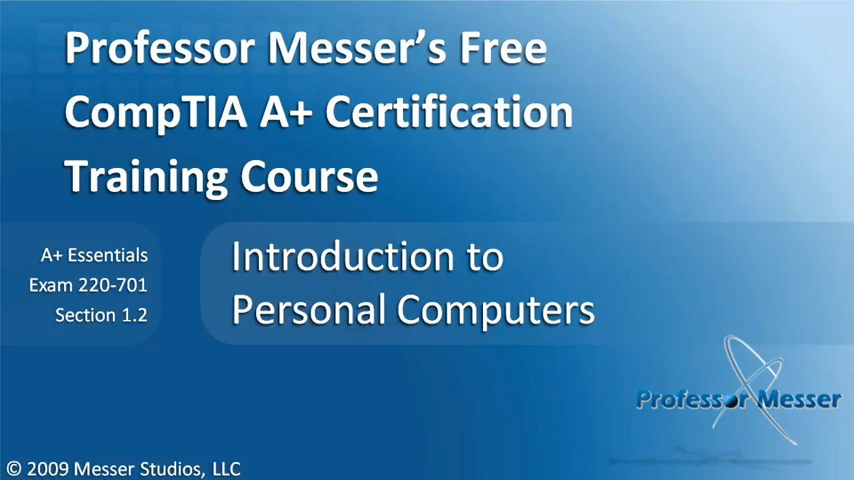 Professor Messer's Free
CompTIA A+ Certification
Training Course
A+ Essentials
Exam 220-701
Section 1.2
Introduction to
Personal Computers
Professor Messer
© 2009 Messer Studios, LLC